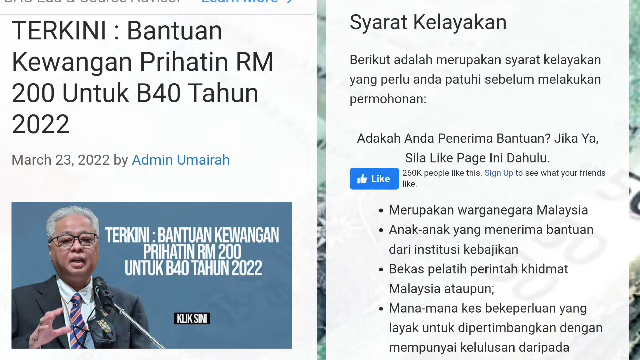 Learn More
TERKINI : Bantuan
Kewangan Prihatin RM
200 Untuk B40 Tahun
2022
March 23, 2022 by Admin Umairah
TERKINI : BANTUAN KEWANGAN
PRIHATIN RM 200
UNTUK B40 TAHUN 2022
KLIK SINI
Syarat Kelayakan
Berikut adalah merupakan syarat kelayakan
yang perlu anda patuhi sebelum melakukan
permohonan:
Adakah Anda Penerima Bantuan? Jika Ya,
Sila Like Page Ini Dahulu.
Like 260K people like this. Sign Up to see what your friends
like.
• Merupakan warganegara Malaysia
• Anak-anak yang menerima bantuan
dari institusi kebajikan
• Bekas pelatih perintah khidmat
Malaysia ataupun;
• Mana-mana kes bekeperluan yang
layak untuk dipertimbangkan dengan
mempunyai kelulusan daripada